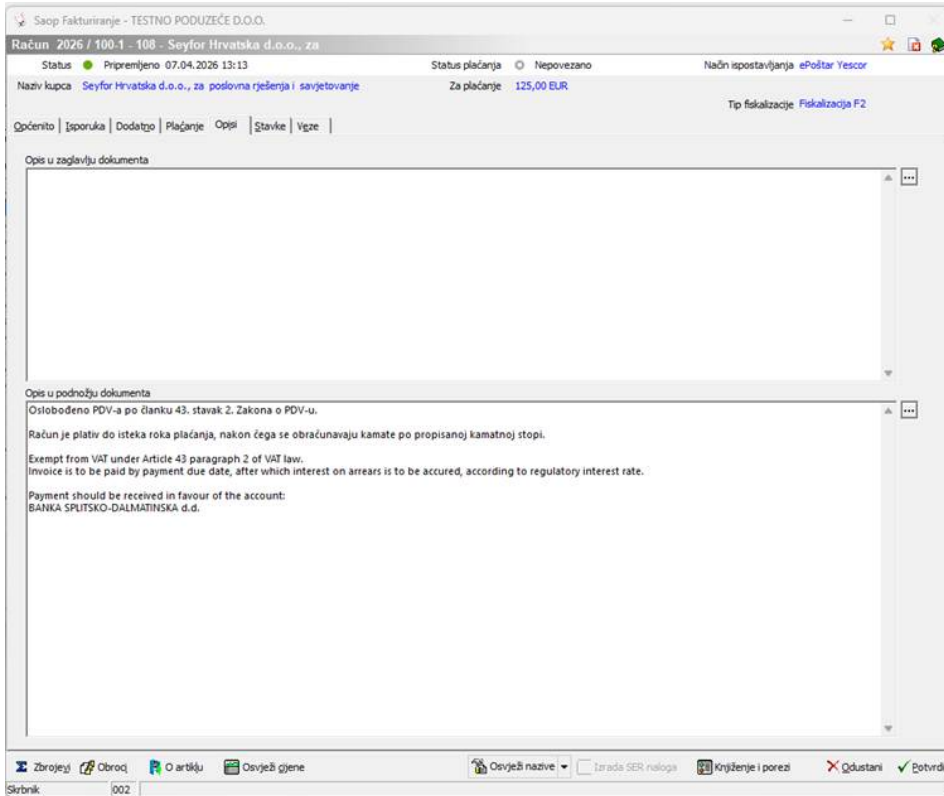 Saop Fakturiranje - TESTNO PODUZEĆE D.O.O.
Račun 2026 / 100-1 - 108 - Seyfor Hrvatska d.o.o., za
Status Pripremljeno 07.04.2026 13:13 Status plaćanja Nepovezano Način ispostavljanja ePoštar Yescor
Naziv kupca Seyfor Hrvatska d.o.o., za poslovna rješenja i savjetovanje Za plaćanje 125,00 EUR
Tip fiskalizacije Fiskalizacija F2
Općenito Isporuka Dodatno Plaćanje Opisi Stavke Veze
Opis u zaglavlju dokumenta
Opis u podnožju dokumenta
Oslobođeno PDV-a po članku 43. stavak 2. Zakona o PDV-u.
Račun je plativ do isteka roka plaćanja, nakon čega se obračunavaju kamate po propisanoj kamatnoj stopi.
Exempt from VAT under Article 43 paragraph 2 of VAT law.
Invoice is to be paid by payment due date, after which interest on arrears is to be accured, according to regulatory interest rate.
Payment should be received in favour of the account:
BANKA SPLITSKO-DALMATINSKA d.d.
Zbrojevi Obroci O artiklu Osvježi cijene Osvježi nazive Izrada SER naloga Knjiženje i porezi Odustani Potvrdi
Skrbnik 002